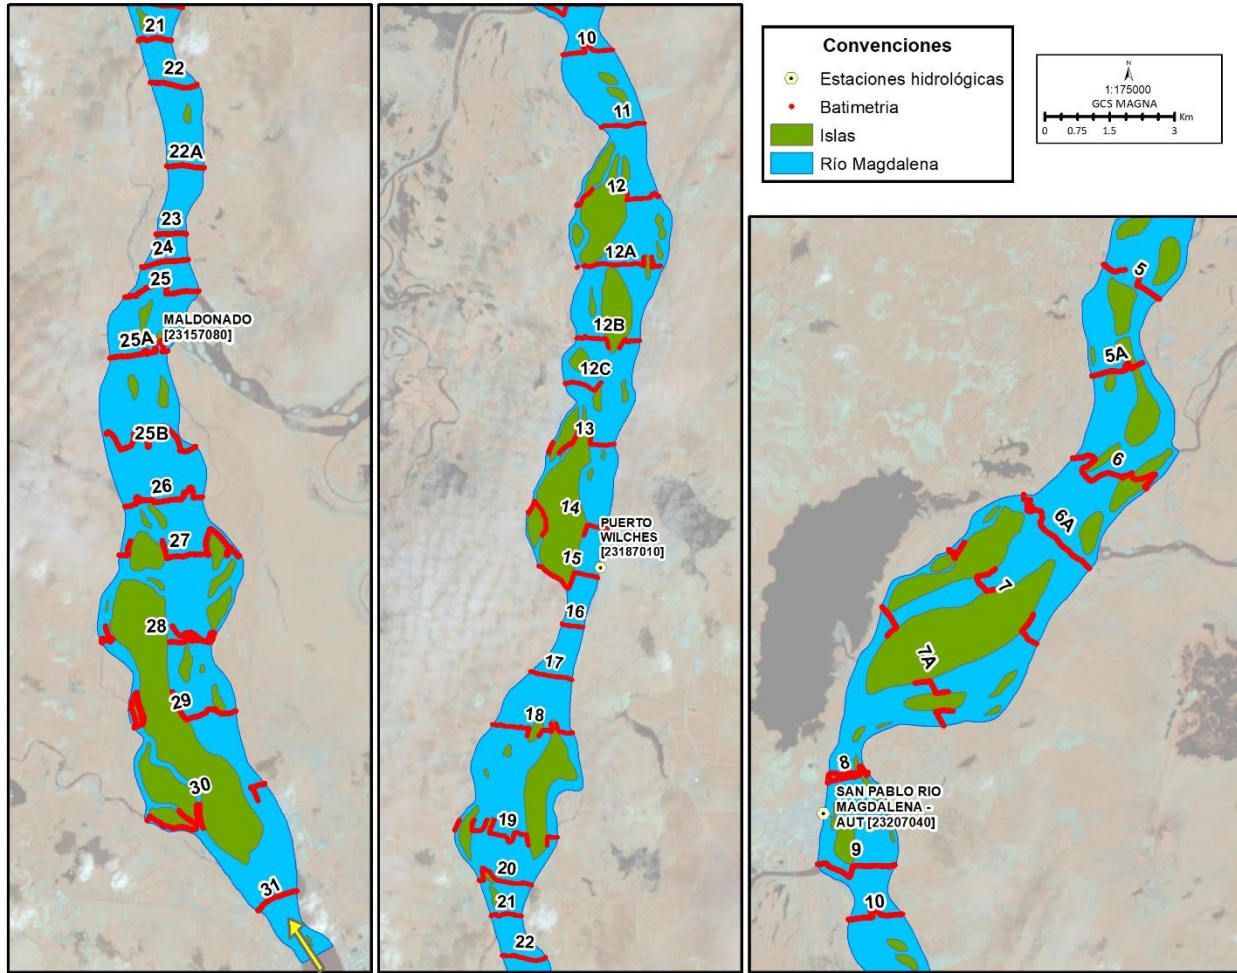 21
22
22A
23
24
25
MALDONADO
[23157080]
25A
25B
26
27
28
29
30
31
10
11
12
12A
12B
12C
13
14
PUERTO
WILCHES
[23187010]
15
16
17
18
19
20
21
22
Convenciones
Estaciones hidrológicas
Batimetria
Islas
Río Magdalena
N
1:175000
GCS MAGNA
Km
0 0.75 1.5 3
5
5A
6
6A
7
7A
8
SAN PABLO RIO
MAGDALENA -
AUT [23207040]
9
10